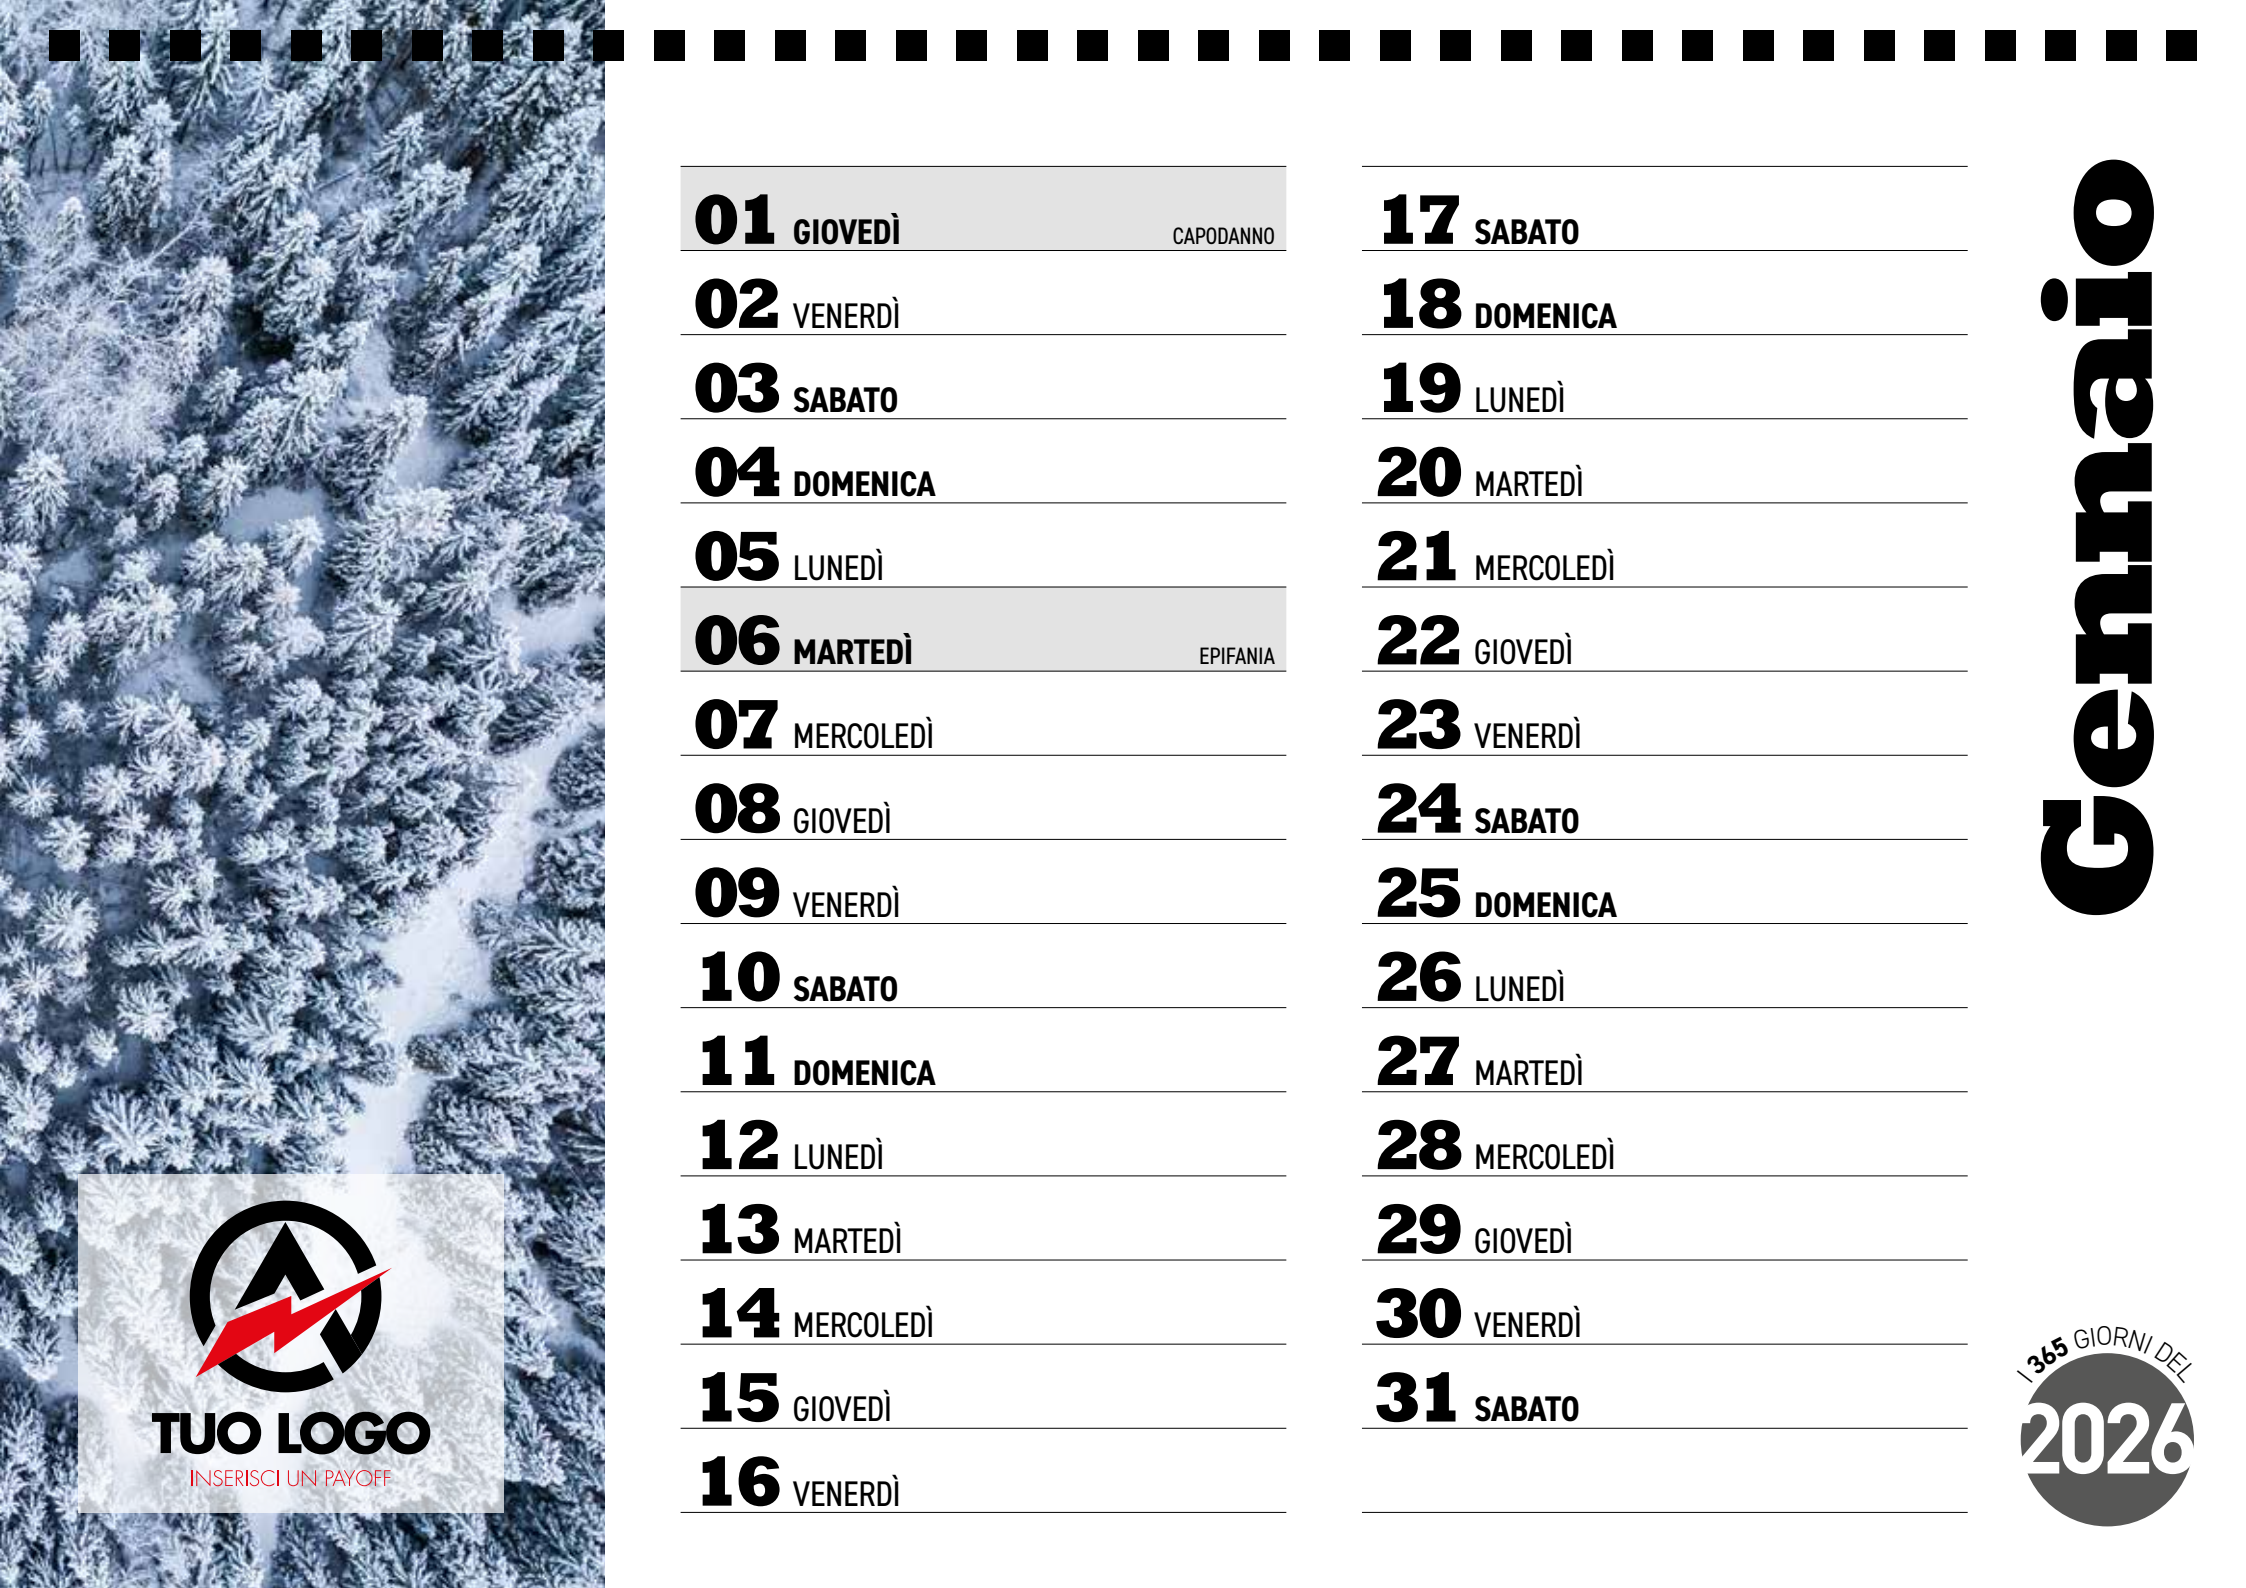 01 GIOVEDÌ CAPODANNO
02 VENERDÌ
03 SABATO
04 DOMENICA
05 LUNEDÌ
06 MARTEDÌ EPIFANIA
07 MERCOLEDÌ
08 GIOVEDÌ
09 VENERDÌ
10 SABATO
11 DOMENICA
12 LUNEDÌ
13 MARTEDÌ
14 MERCOLEDÌ
15 GIOVEDÌ
16 VENERDÌ
17 SABATO
18 DOMENICA
19 LUNEDÌ
20 MARTEDÌ
21 MERCOLEDÌ
22 GIOVEDÌ
23 VENERDÌ
24 SABATO
25 DOMENICA
26 LUNEDÌ
27 MARTEDÌ
28 MERCOLEDÌ
29 GIOVEDÌ
30 VENERDÌ
31 SABATO
Gennaio
I 365 GIORNI DEL
2026
TUO LOGO
INSERISCI UN PAYOFF